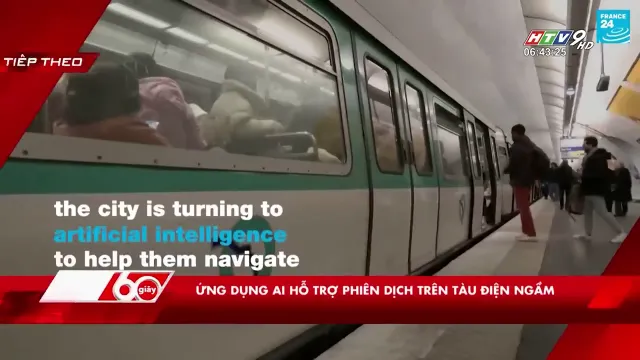 FRANCE
24
HTV9 HD
06:43:25
TIẾP THEO
the city is turning to
artificial intelligence
to help them navigate
60 giây
ỨNG DỤNG AI HỖ TRỢ PHIÊN DỊCH TRÊN TÀU ĐIỆN NGẦM